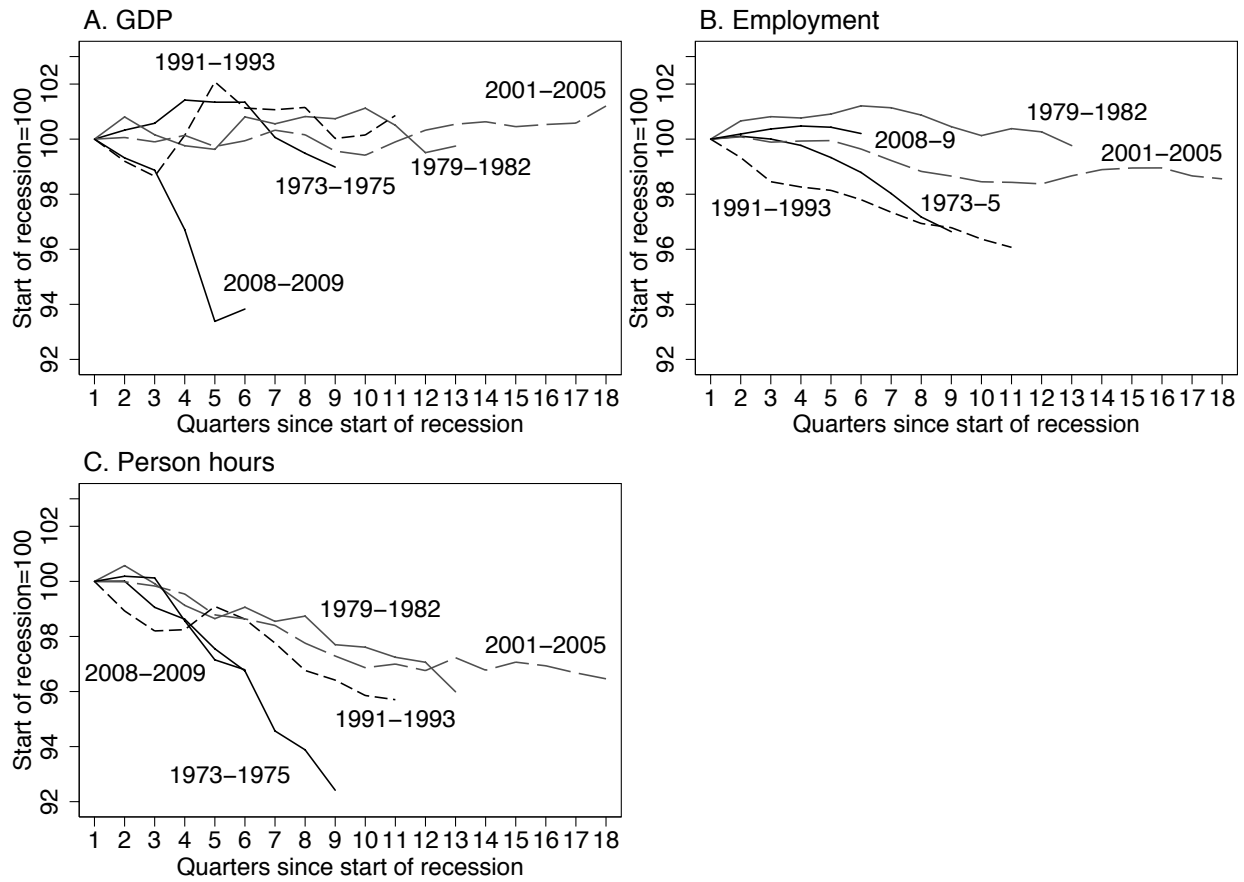 A. GDP
Start of recession=100
92 94 96 98 100 102
1991–1993
2001–2005
1979–1982
1973–1975
2008–2009
1 2 3 4 5 6 7 8 9 10 11 12 13 14 15 16 17 18
Quarters since start of recession
B. Employment
Start of recession=100
92 94 96 98 100 102
1979–1982
2008–9
2001–2005
1973–5
1991–1993
1 2 3 4 5 6 7 8 9 10 11 12 13 14 15 16 17 18
Quarters since start of recession
C. Person hours
Start of recession=100
92 94 96 98 100 102
1979–1982
2001–2005
2008–2009
1991–1993
1973–1975
1 2 3 4 5 6 7 8 9 10 11 12 13 14 15 16 17 18
Quarters since start of recession